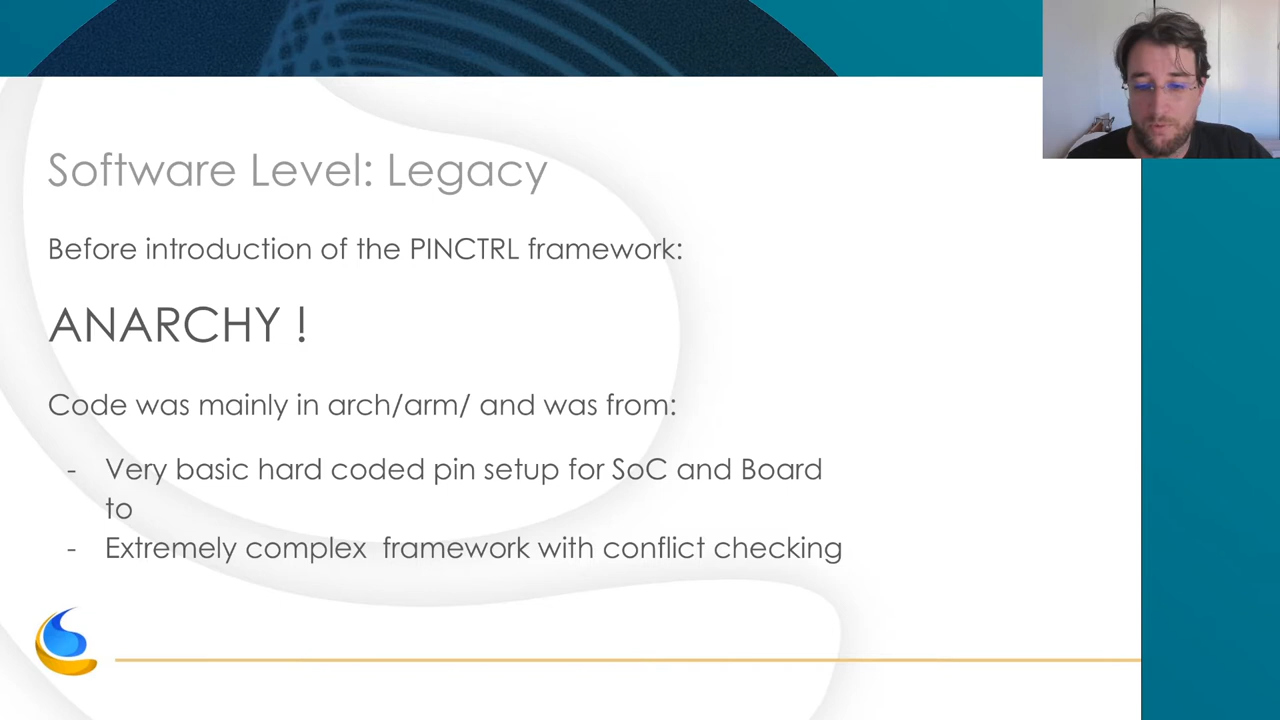 Software Level: Legacy
Before introduction of the PINCTRL framework:
ANARCHY !
Code was mainly in arch/arm/ and was from:
- Very basic hard coded pin setup for SoC and Board
to
- Extremely complex  framework with conflict checking